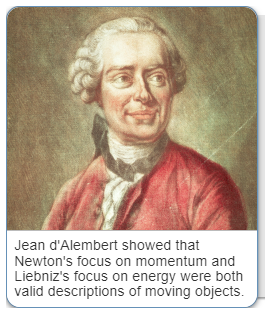 Jean d'Alembert showed that
Newton's focus on momentum and
Liebniz's focus on energy were both
valid descriptions of moving objects.